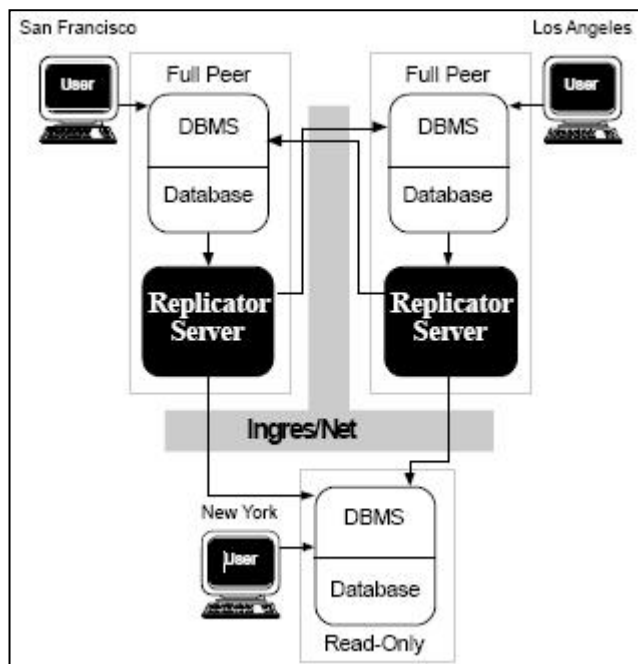 San Francisco
Los Angeles
User
Full Peer
Full Peer
User
DBMS
DBMS
Database
Database
Replicator
Server
Replicator
Server
Ingres/Net
New York
User
DBMS
Database
Read-Only